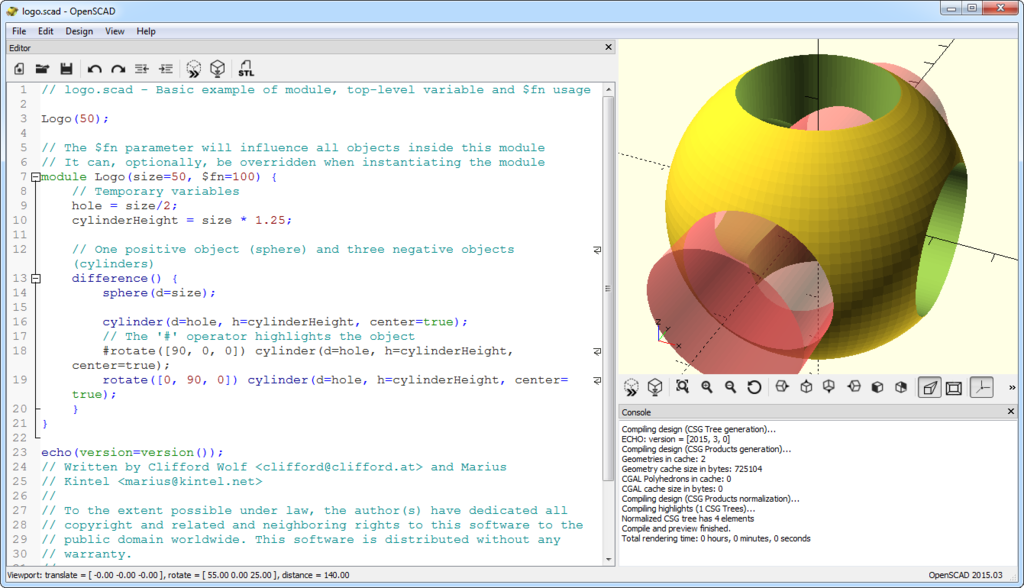 logo.scad - OpenSCAD
File Edit Design View Help
Editor
STL
1 // logo.scad - Basic example of module, top-level variable and $fn usage
2
3 Logo(50);
4
5 // The $fn parameter will influence all objects inside this module
6 // It can, optionally, be overridden when instantiating the module
7 module Logo(size=50, $fn=100) {
8 // Temporary variables
9 hole = size/2;
10 cylinderHeight = size * 1.25;
11
12 // One positive object (sphere) and three negative objects
(cylinders)
13 difference() {
14 sphere(d=size);
15
16 cylinder(d=hole, h=cylinderHeight, center=true);
17 // The '#' operator highlights the object
18 #rotate([90, 0, 0]) cylinder(d=hole, h=cylinderHeight,
center=true);
19 rotate([0, 90, 0]) cylinder(d=hole, h=cylinderHeight, center=
true);
20 }
21 }
22
23 echo(version=version());
24 // Written by Clifford Wolf <clifford@clifford.at> and Marius
25 // Kintel <marius@kintel.net>
26 //
27 // To the extent possible under law, the author(s) have dedicated all
28 // copyright and related and neighboring rights to this software to the
29 // public domain worldwide. This software is distributed without any
30 // warranty.
Z
Y
X
»
Console
Compiling design (CSG Tree generation)...
ECHO: version = [2015, 3, 0]
Compiling design (CSG Products generation)...
Geometries in cache: 2
Geometry cache size in bytes: 725104
CGAL Polyhedrons in cache: 0
CGAL cache size in bytes: 0
Compiling design (CSG Products normalization)...
Compiling highlights (1 CSG Trees)...
Normalized CSG tree has 4 elements
Compile and preview finished.
Total rendering time: 0 hours, 0 minutes, 0 seconds
Viewport: translate = [ -0.00 -0.00 -0.00 ], rotate = [ 55.00 0.00 25.00 ], distance = 140.00
OpenSCAD 2015.03